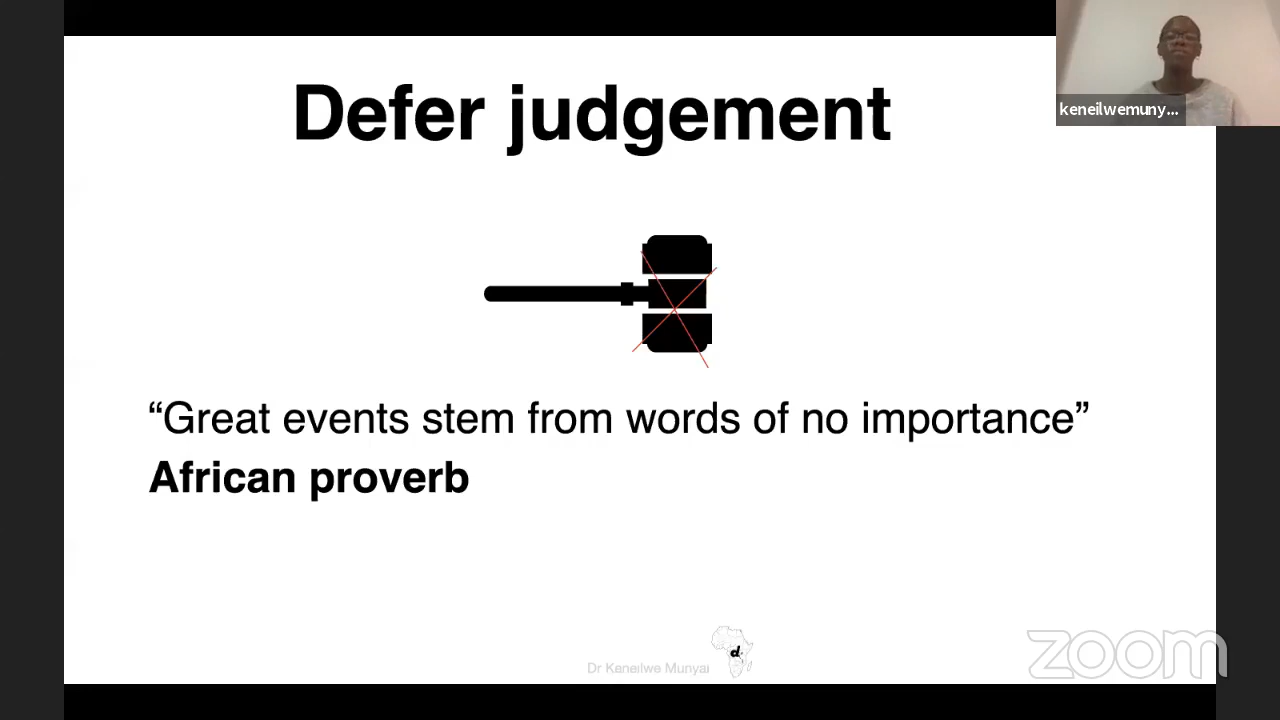 Defer judgement
keneilwemuny...
“Great events stem from words of no importance”
African proverb
Dr Keneilwe Munyai
d.
zoom